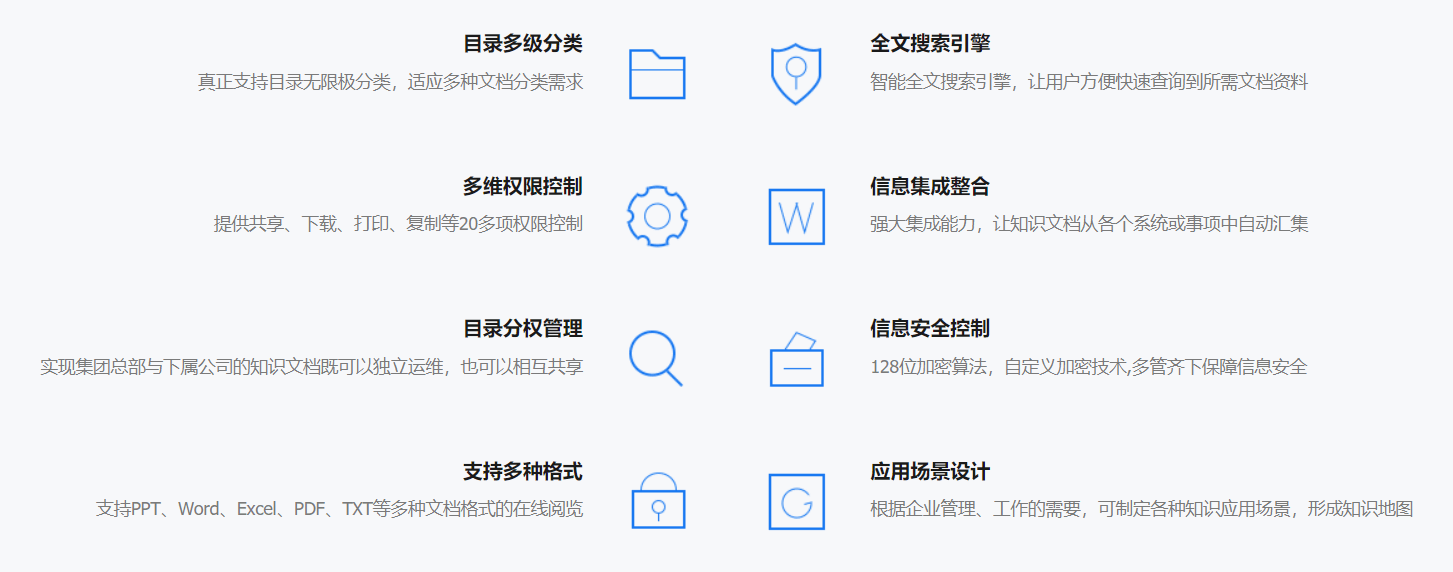 目录多级分类
真正支持目录无限极分类，适应多种文档分类需求
全文搜索引擎
智能全文搜索引擎，让用户方便快速查询到所需文档资料
多维权限控制
提供共享、下载、打印、复制等20多项权限控制
W
信息集成整合
强大集成能力，让知识文档从各个系统或事项中自动汇集
目录分权管理
实现集团总部与下属公司的知识文档既可以独立运维，也可以相互共享
信息安全控制
128位加密算法，自定义加密技术,多管齐下保障信息安全
支持多种格式
支持PPT、Word、Excel、PDF、TXT等多种文档格式的在线阅览
G
应用场景设计
根据企业管理、工作的需要，可制定各种知识应用场景，形成知识地图